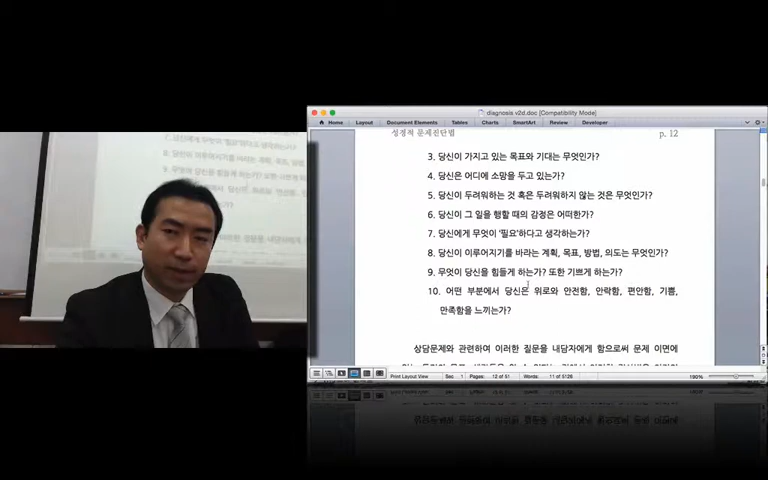 diagnosis v2d.doc [Compatibility Mode]
Home Layout Document Elements Tables Charts SmartArt Review Developer
성경적 문제진단법 p. 12
3. 당신이 가지고 있는 목표와 기대는 무엇인가?
4. 당신은 어디에 소망을 두고 있는가?
5. 당신이 두려워하는 것 혹은 두려워하지 않는 것은 무엇인가?
6. 당신이 그 일을 행할 때의 감정은 어떠한가?
7. 당신에게 무엇이 '필요'하다고 생각하는가?
8. 당신이 이루어지기를 바라는 계획, 목표, 방법, 의도는 무엇인가?
9. 무엇이 당신을 힘들게 하는가? 또한 기쁘게 하는가?
10. 어떤 부분에서 당신은 위로와 안전함, 안락함, 편안함, 기쁨,
만족함을 느끼는가?
상담문제와 관련하여 이러한 질문을 내담자에게 함으로써 문제 이면에
Print Layout View Sec 1 Pages: 12 of 51 Words: 11 of 5128 190%